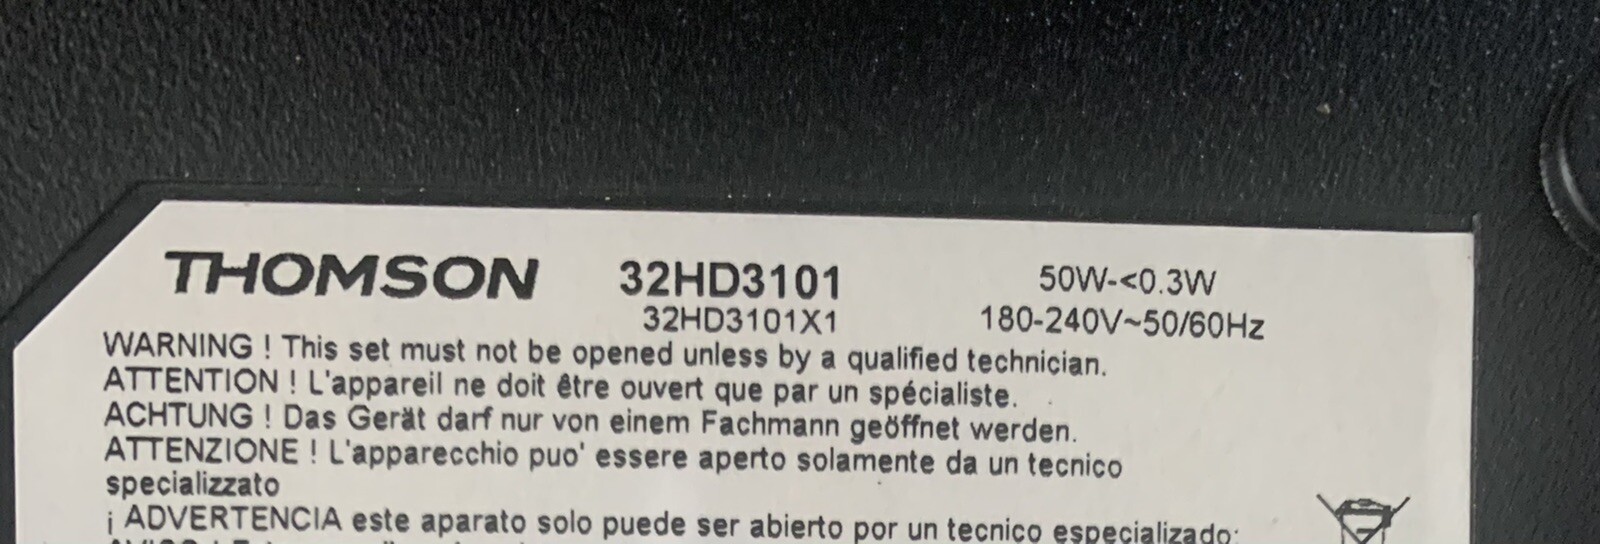 THOMSON 32HD3101 50W-<0.3W
32HD3101X1 180-240V~50/60Hz
WARNING ! This set must not be opened unless by a qualified technician.
ATTENTION ! L'appareil ne doit être ouvert que par un spécialiste.
ACHTUNG ! Das Gerät darf nur von einem Fachmann geöffnet werden.
ATTENZIONE ! L'apparecchio puo' essere aperto solamente da un tecnico
specializzato
¡ ADVERTENCIA este aparato solo puede ser abierto por un tecnico especializado: